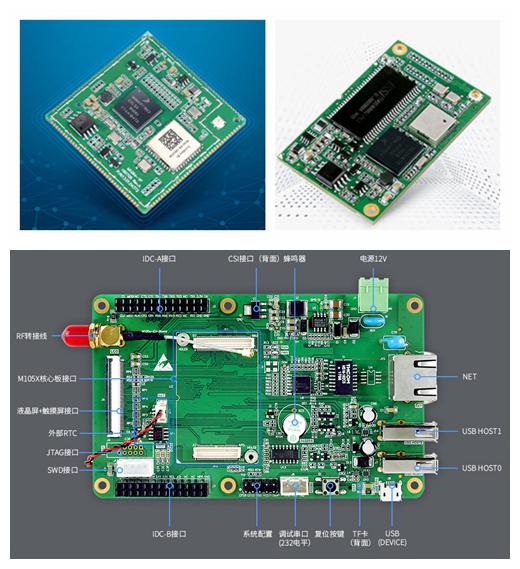 IDC-A接口
CSI接口（背面）
蜂鸣器
电源12V
RF转接线
M105X核心板接口
NET
液晶屏+触摸屏接口
外部RTC
USB HOST1
JTAG接口
SWD接口
USB HOST0
IDC-B接口
系统配置
调试串口
(232电平)
复位按键
TF卡
(背面)
USB
(DEVICE)